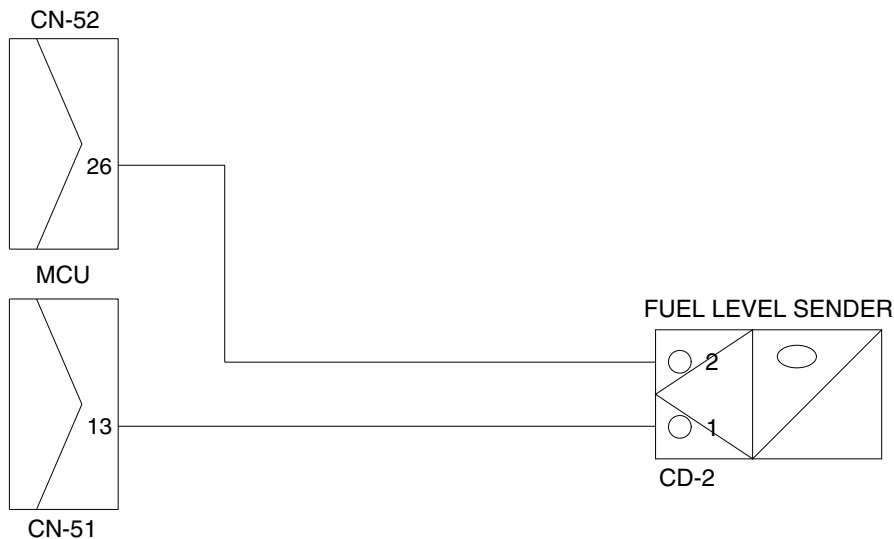 CN-52
26
MCU
FUEL LEVEL SENDER
2
13
1
CD-2
CN-51